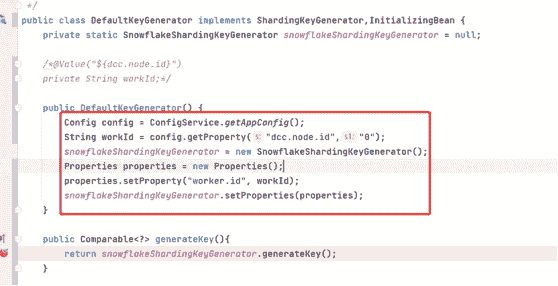 */
public class DefaultKeyGenerator implements ShardingKeyGenerator,InitializingBean {
private static SnowflakeShardingKeyGenerator snowflakeShardingKeyGenerator = null;
/*@Value("${dcc.node.id}")
private String workId;*/
public DefaultKeyGenerator() {
Config config = ConfigService.getAppConfig();
String workId = config.getProperty( s: "dcc.node.id", s1: "0");
snowflakeShardingKeyGenerator = new SnowflakeShardingKeyGenerator();
Properties properties = new Properties();
properties.setProperty("worker.id", workId);
snowflakeShardingKeyGenerator.setProperties(properties);
}
public Comparable<?> generateKey(){
return snowflakeShardingKeyGenerator.generateKey();
}